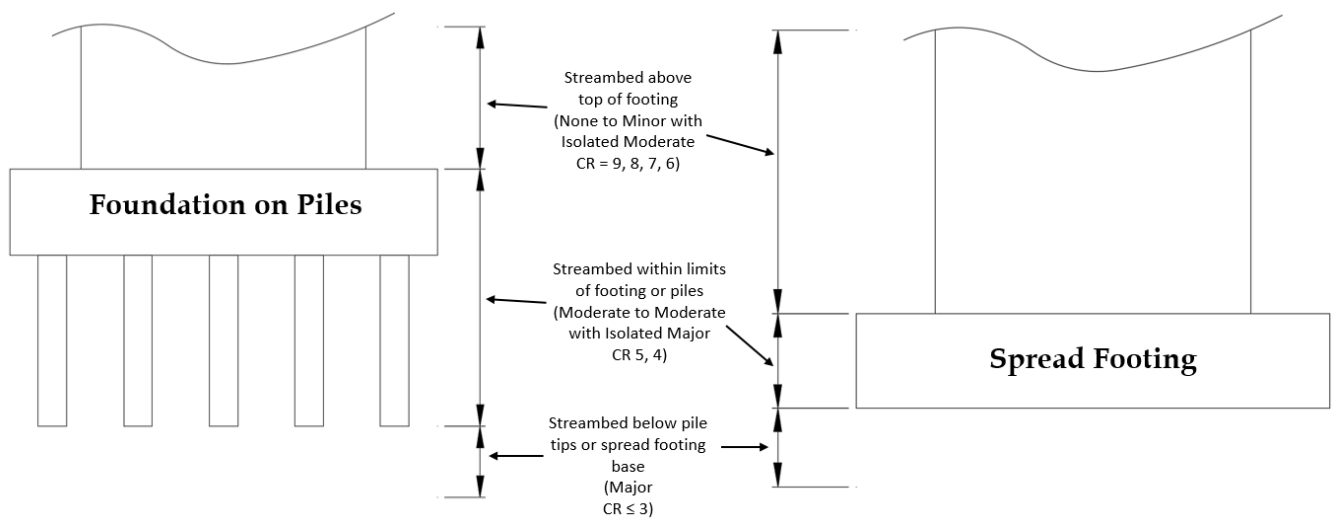 Streambed above
top of footing
(None to Minor with
Isolated Moderate
CR = 9, 8, 7, 6)
Foundation on Piles
Streambed within limits
of footing or piles
(Moderate to Moderate
with Isolated Major
CR 5, 4)
Spread Footing
Streambed below pile
tips or spread footing
base
(Major
CR ≤ 3)